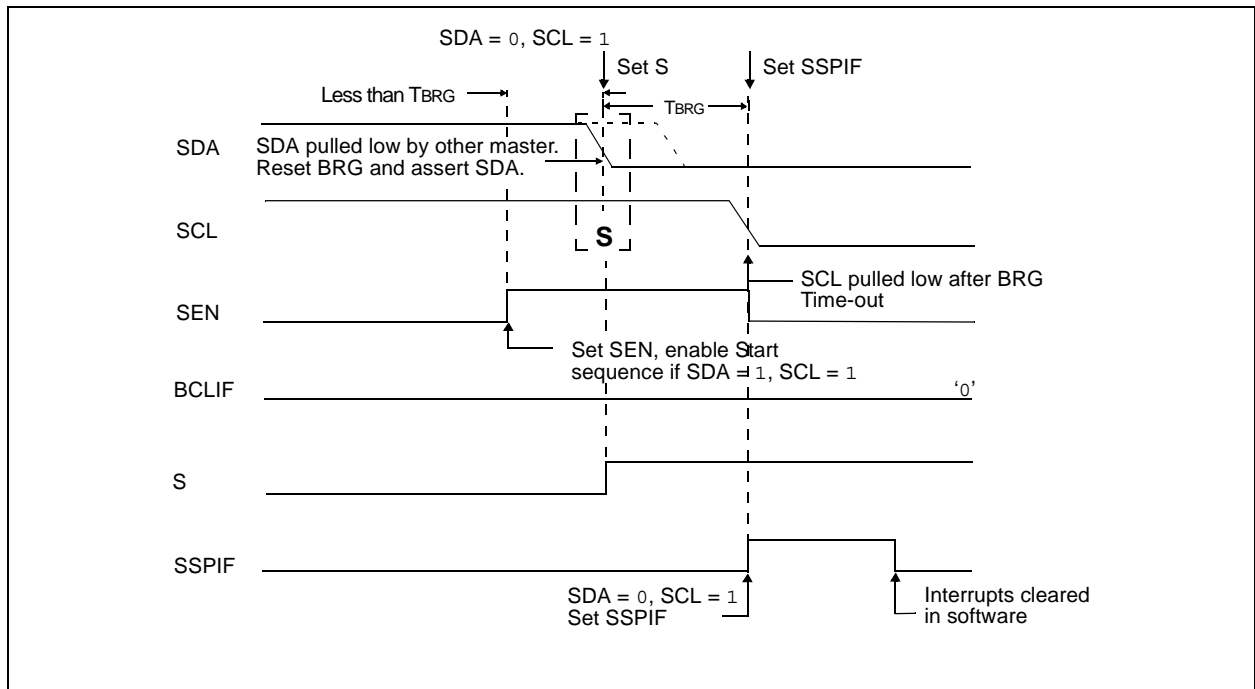 SDA = 0, SCL = 1
Set S
Set SSPIF
Less than TBRG
TBRG
SDA
SDA pulled low by other master.
Reset BRG and assert SDA.
SCL
S
SCL pulled low after BRG
Time-out
SEN
Set SEN, enable Start
sequence if SDA = 1, SCL = 1
BCLIF
‘0’
S
SSPIF
SDA = 0, SCL = 1
Set SSPIF
Interrupts cleared
in software